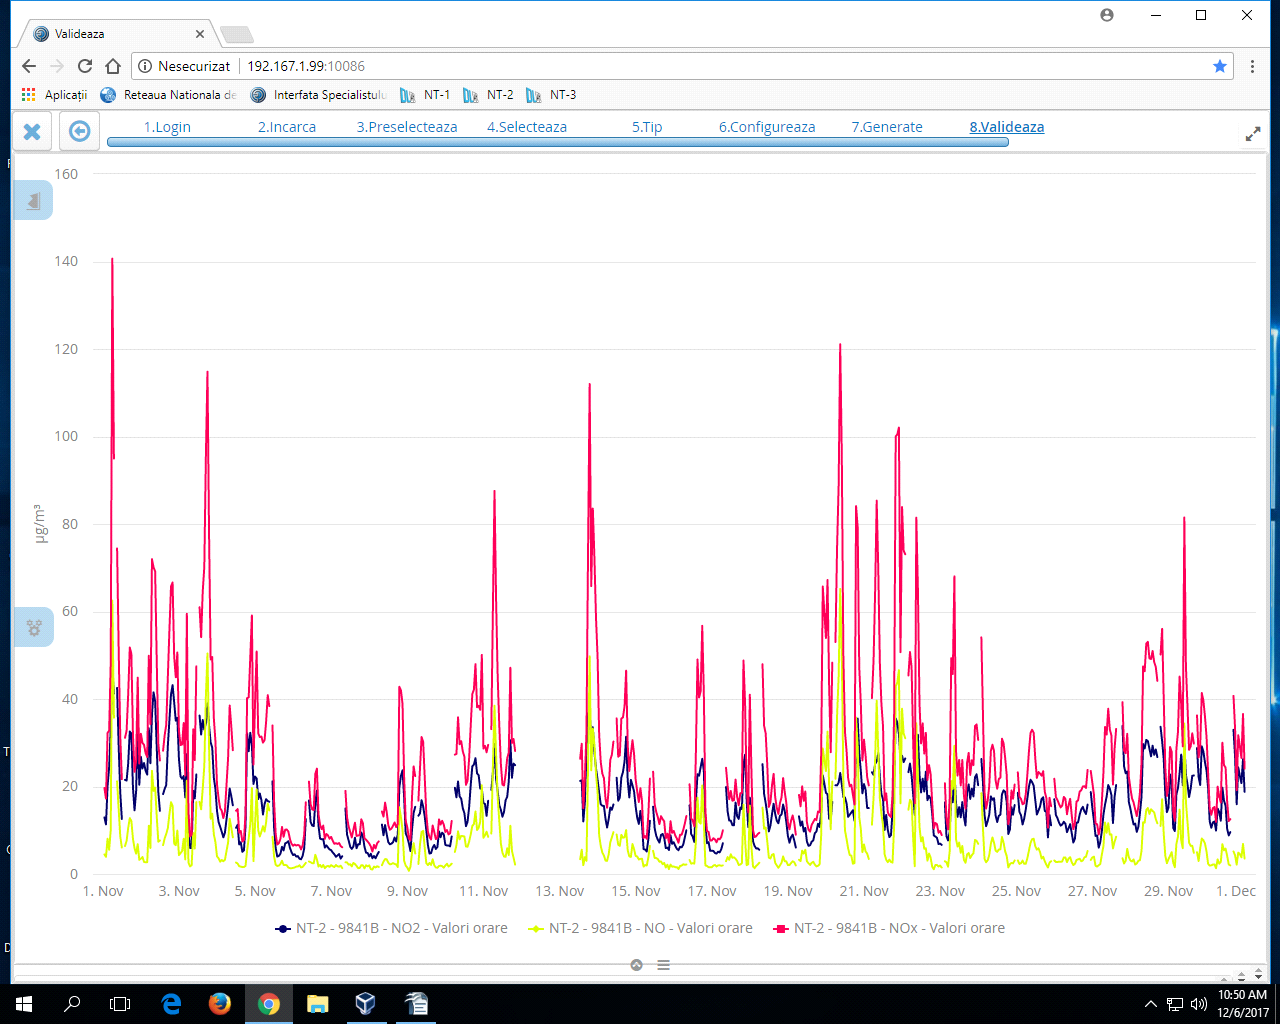 Valideaza
Nesecurizat 192.167.1.99:10086
Aplicații Reteaua Nationala de Interfata Specialistulu NT-1 NT-2 NT-3
1.Login 2.Incarca 3.Preselecteaza 4.Selecteaza 5.Tip 6.Configureaza 7.Generate 8.Valideaza
160
140
120
100
80
60
40
20
0
µg/m³
1. Nov 3. Nov 5. Nov 7. Nov 9. Nov 11. Nov 13. Nov 15. Nov 17. Nov 19. Nov 21. Nov 23. Nov 25. Nov 27. Nov 29. Nov 1. Dec
NT-2 - 9841B - NO2 - Valori orare NT-2 - 9841B - NO - Valori orare NT-2 - 9841B - NOx - Valori orare
10:50 AM
12/6/2017